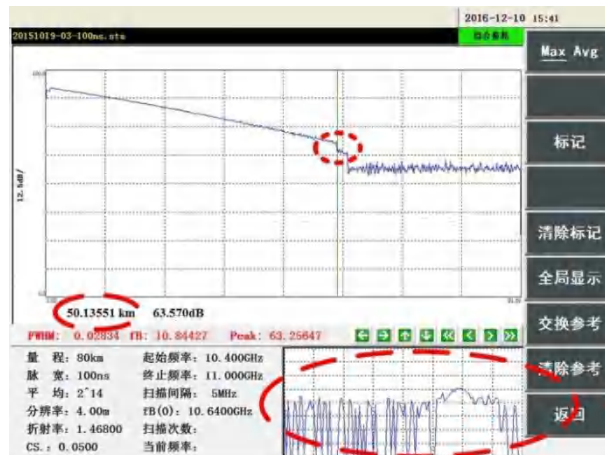 2016-12-10 15:41
20151019-03-100ns.sts
Max Avg
标记
12.5dB/
清除标记
全局显示
50.13551 km 63.570dB
交换参考
FWHM: 0.02834 fB: 10.84427 Peak: 63.25647
清除参考
量 程: 80km 起始频率: 10.400GHz
脉 宽: 100ns 终止频率: 11.000GHz
平 均: 2^14 扫描间隔: 5MHz
返回
分辨率: 4.00m fB(0): 10.6400GHz
折射率: 1.46800 扫描次数:
CS.: 0.0500 当前频率: